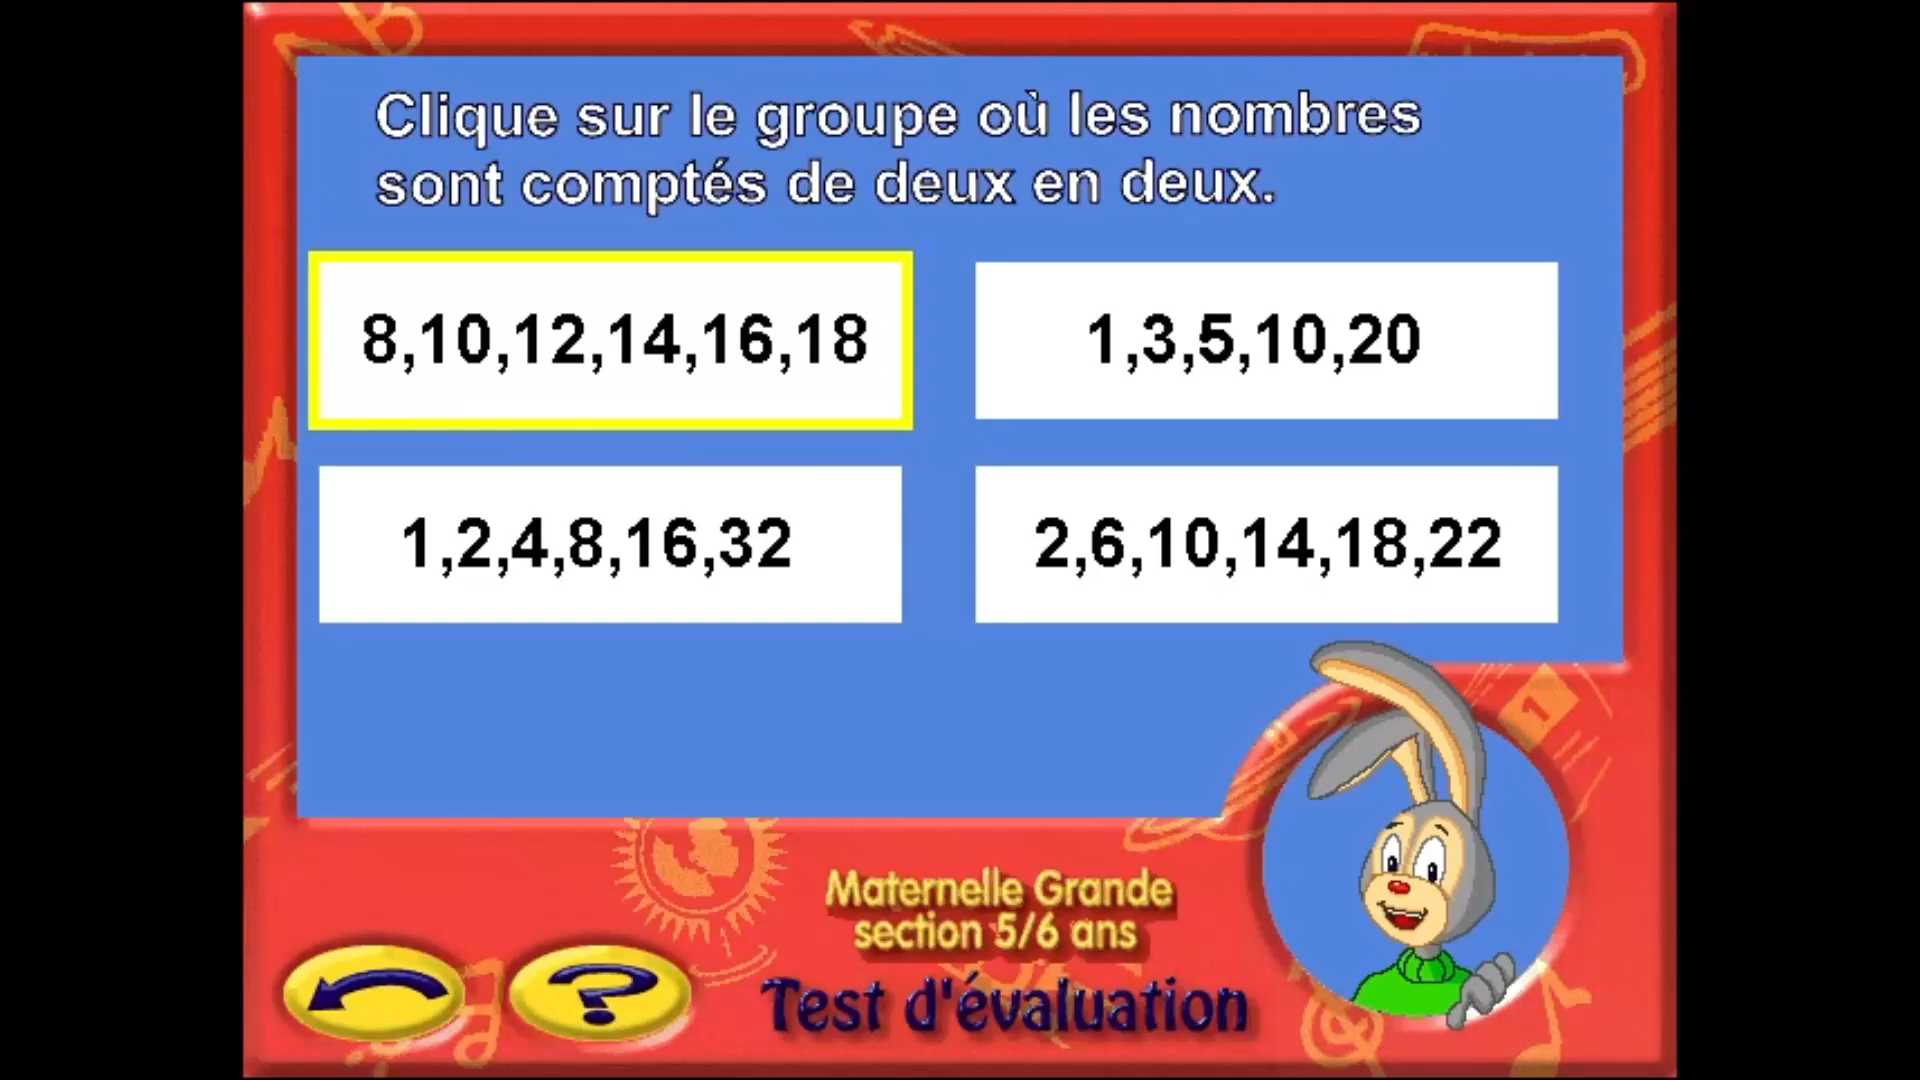 Clique sur le groupe où les nombres
sont comptés de deux en deux.
8,10,12,14,16,18
1,3,5,10,20
1,2,4,8,16,32
2,6,10,14,18,22
1
Maternelle Grande
section 5/6 ans
?
Test d'évaluation